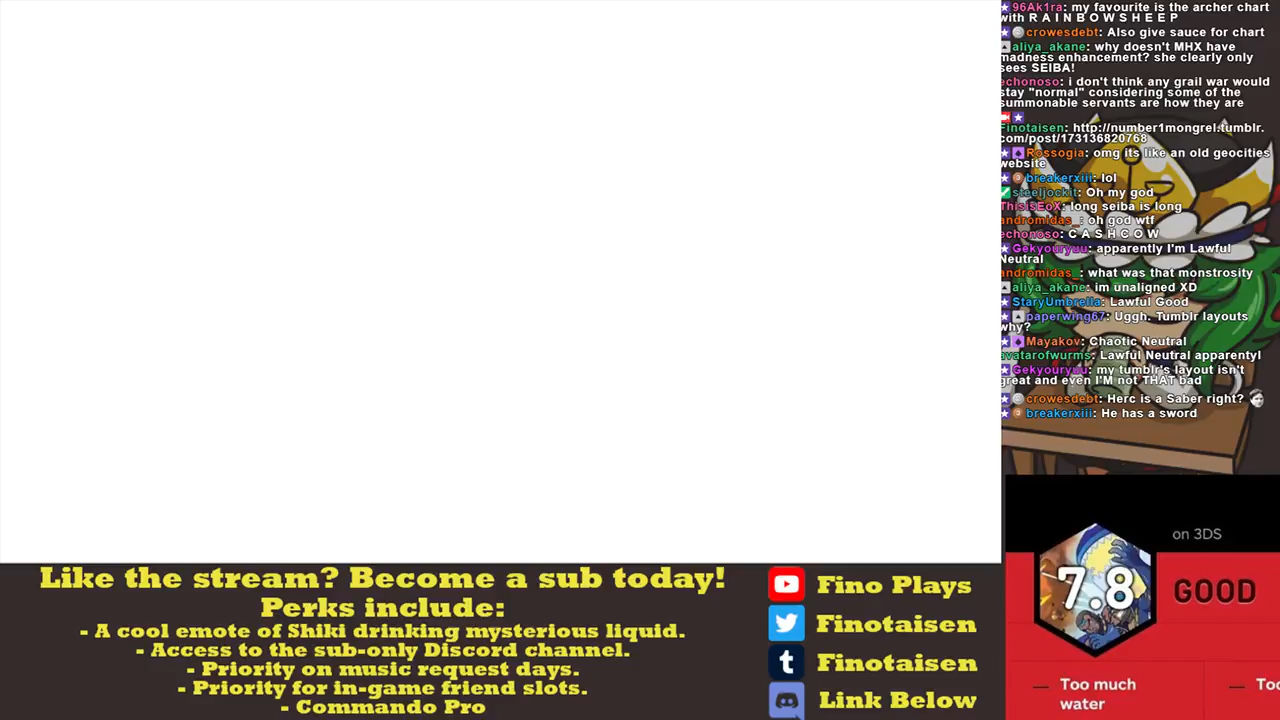 96Ak1ra: my favourite is the archer chart
with R A I N B O W S H E E P
crowesdebt: Also give sauce for chart
aliya_akane: why doesn't MHX have
madness enhancement? she clearly only
sees SEIBA!
echonoso: i don't think any grail war would
stay "normal" considering some of the
summonable servants are how they are
Finotaisen: http://number1mongrel.tumblr.
com/post/173136820768
Rossogia: omg its like an old geocities
website
breakerxiii: lol
steeljockit: Oh my god
ThisisEoX: long seiba is long
andromidas_: oh god wtf
echonoso: C A S H C O W
Gekyouryuu: apparently I'm Lawful
Neutral
andromidas_: what was that monstrosity
aliya_akane: im unaligned XD
StaryUmbrella: Lawful Good
paperwing67: Uggh. Tumblr layouts
why?
Mayakov: Chaotic Neutral
avatarofwurms: Lawful Neutral apparentyl
Gekyouryuu: my tumblr's layout isn't
great and even I'M not THAT bad
crowesdebt: Herc is a Saber right?
breakerxiii: He has a sword
on 3DS
7.8
GOOD
Too much
water
Too
Like the stream? Become a sub today!
Perks include:
- A cool emote of Shiki drinking mysterious liquid.
- Access to the sub-only Discord channel.
- Priority on music request days.
- Priority for in-game friend slots.
- Commando Pro
Fino Plays
Finotaisen
Finotaisen
Link Below